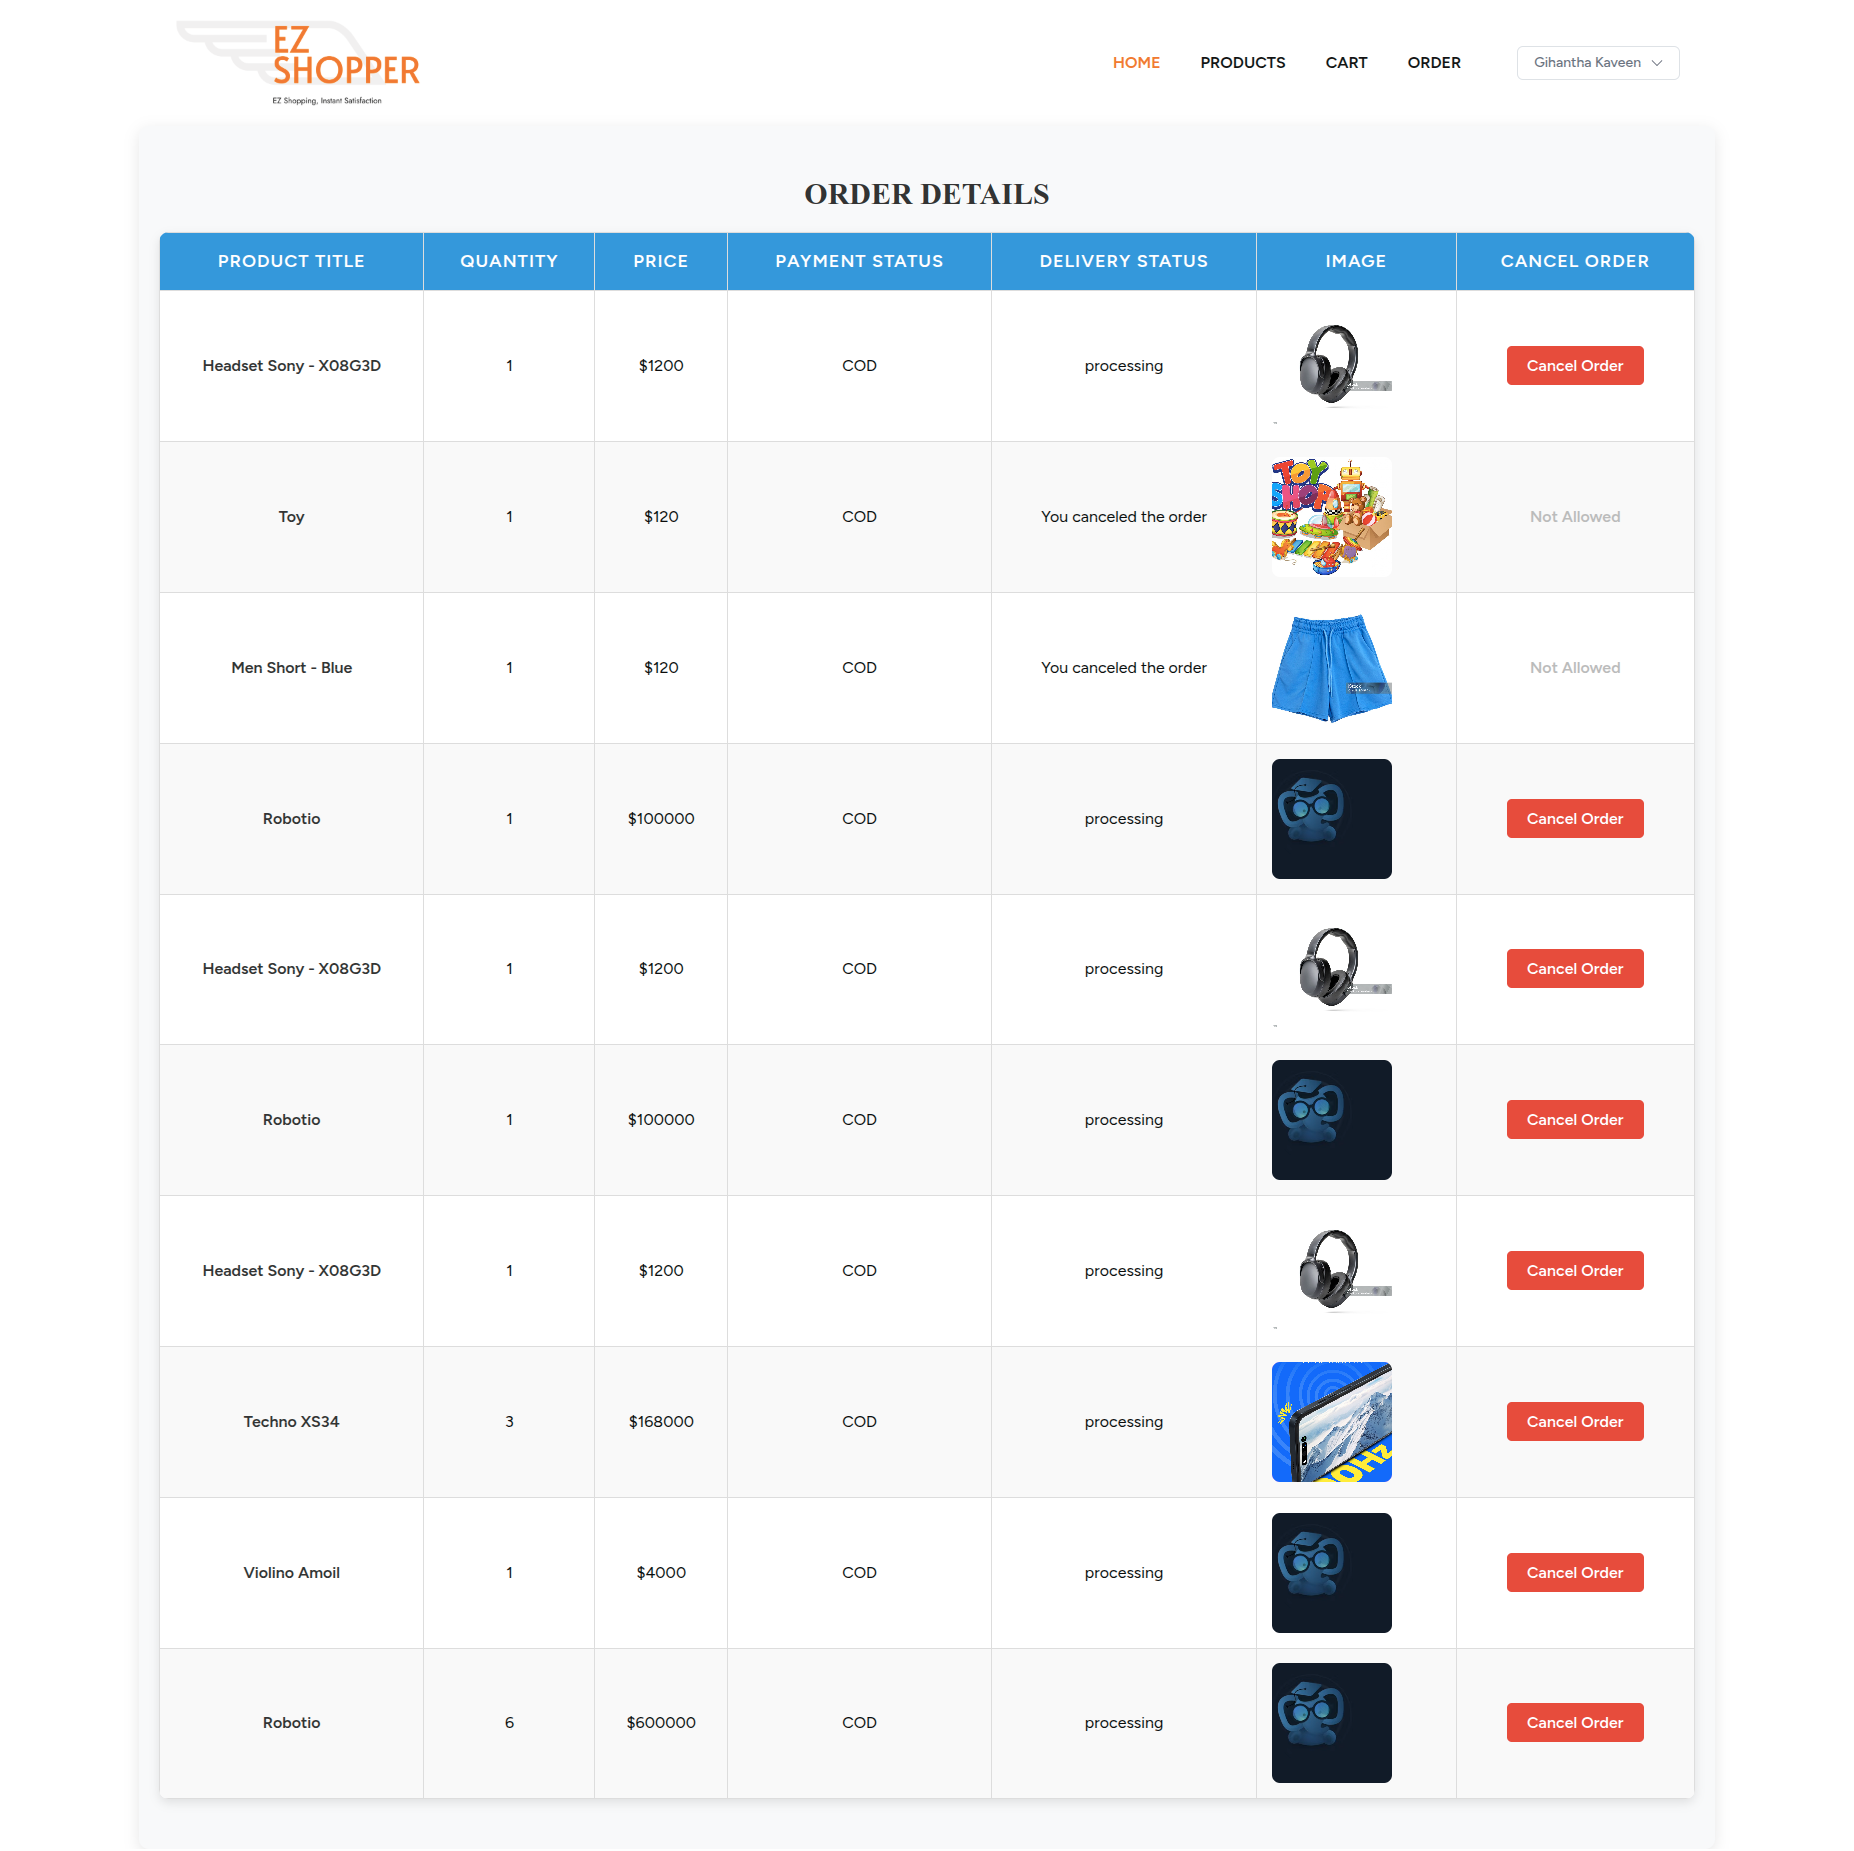 EZ
SHOPPER
EZ Shopping, Instant Satisfaction
HOME PRODUCTS CART ORDER Gihantha Kaveen
ORDER DETAILS
PRODUCT TITLE QUANTITY PRICE PAYMENT STATUS DELIVERY STATUS IMAGE CANCEL ORDER
Headset Sony - X08G3D 1 $1200 COD processing Cancel Order
Toy 1 $120 COD You canceled the order TOY SHOP Not Allowed
Men Short - Blue 1 $120 COD You canceled the order Not Allowed
Robotio 1 $100000 COD processing Cancel Order
Headset Sony - X08G3D 1 $1200 COD processing Cancel Order
Robotio 1 $100000 COD processing Cancel Order
Headset Sony - X08G3D 1 $1200 COD processing Cancel Order
Techno XS34 3 $168000 COD processing Cancel Order
Violino Amoil 1 $4000 COD processing Cancel Order
Robotio 6 $600000 COD processing Cancel Order